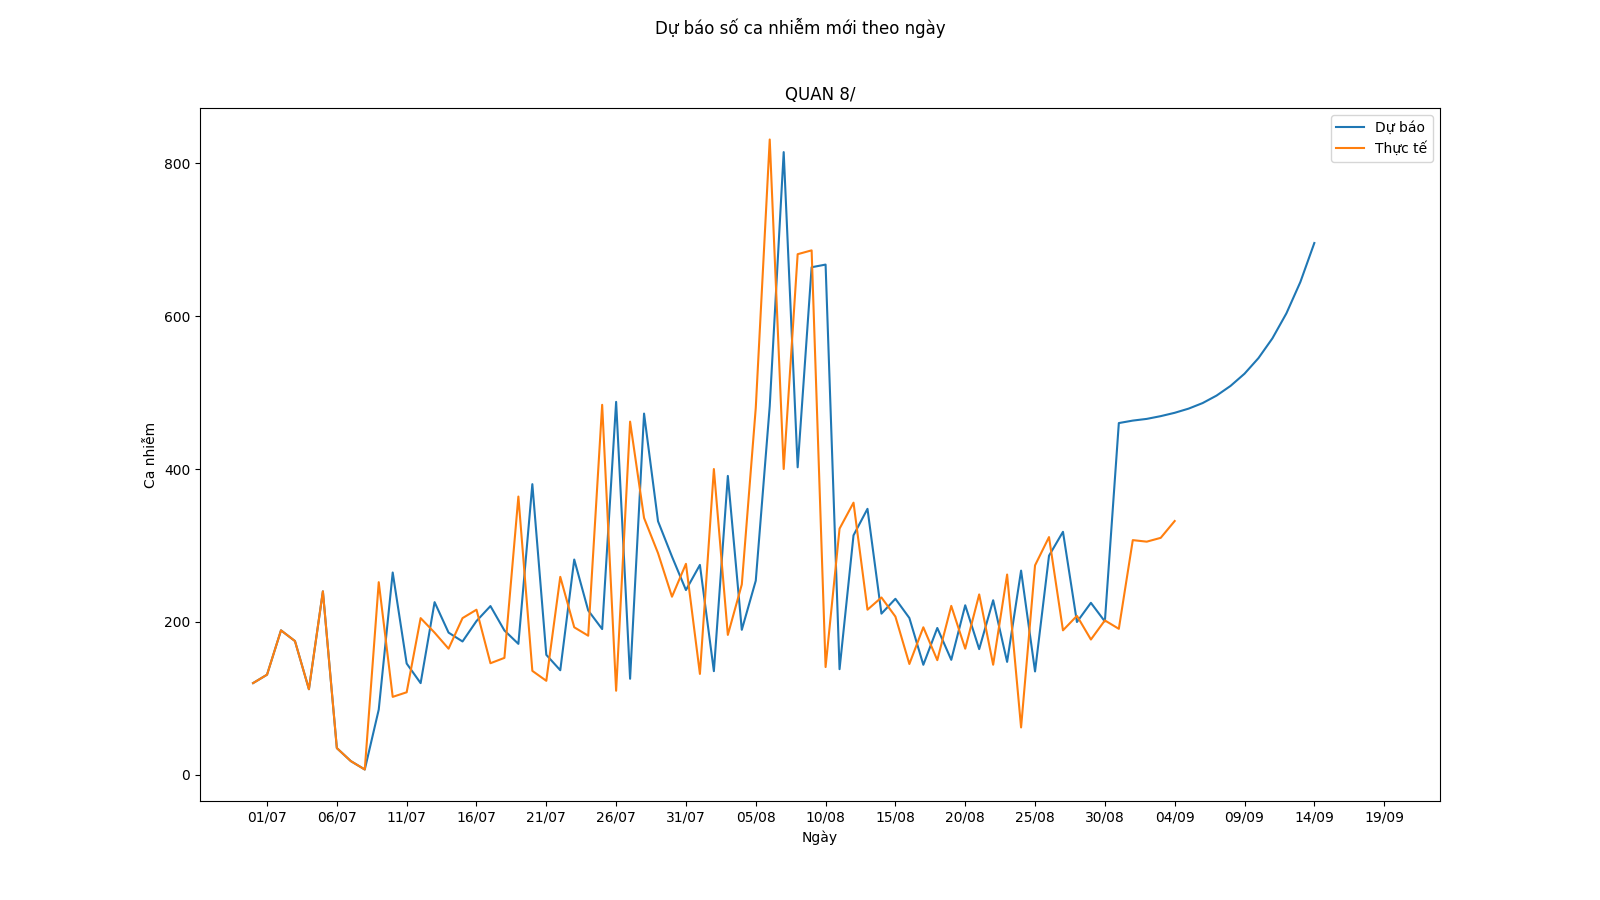 Dự báo số ca nhiễm mới theo ngày
QUAN 8/
Dự báo
Thực tế
800
600
400
200
0
Ca nhiễm
01/07 06/07 11/07 16/07 21/07 26/07 31/07 05/08 10/08 15/08 20/08 25/08 30/08 04/09 09/09 14/09 19/09
Ngày